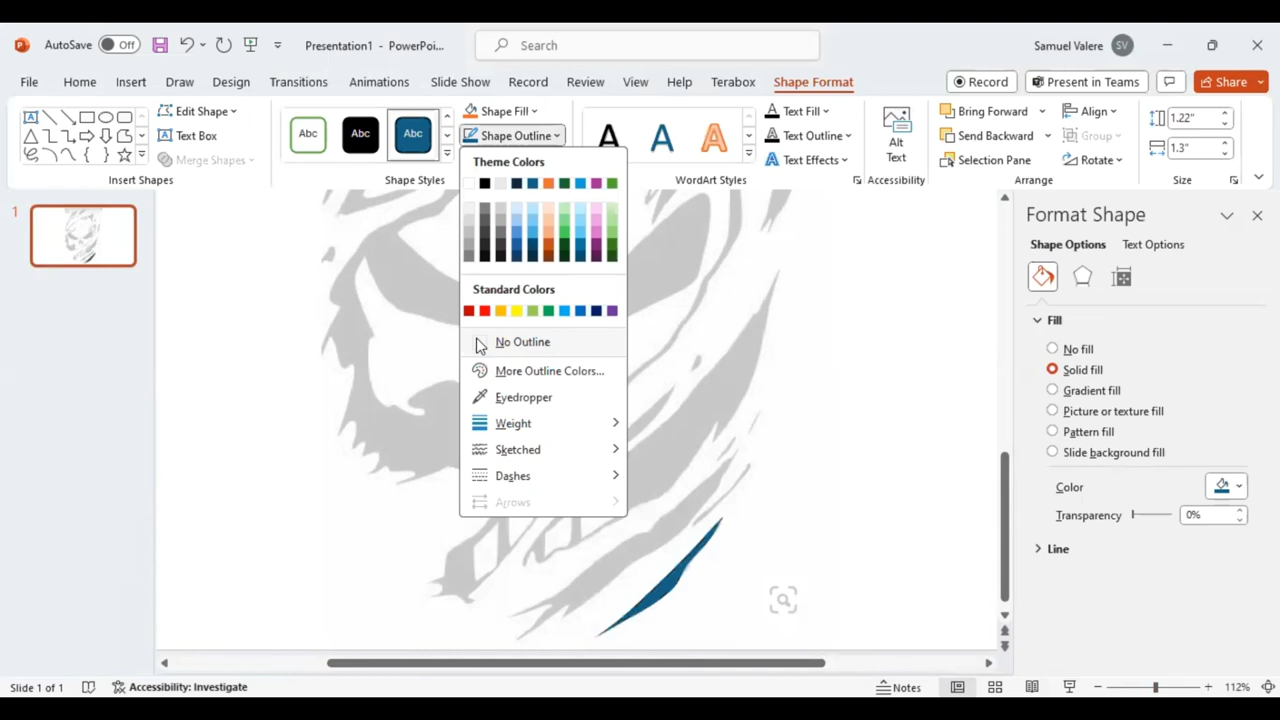 AutoSave Off Presentation1 - PowerPoi... Search Samuel Valere SV
File Home Insert Draw Design Transitions Animations Slide Show Record Review View Help Terabox Shape Format Record Present in Teams Share
Edit Shape
Text Box
Merge Shapes
Insert Shapes
Abc Abc Abc
Shape Fill
Shape Outline
Shape Styles
A A A
Text Fill
Text Outline
Text Effects
WordArt Styles
Alt
Text
Accessibility
Bring Forward
Send Backward
Selection Pane
Align
Group
Rotate
Arrange
1.22"
1.3"
Size
Theme Colors
Standard Colors
No Outline
More Outline Colors...
Eyedropper
Weight
Sketched
Dashes
Arrows
1
Format Shape
Shape Options Text Options
Fill
No fill
Solid fill
Gradient fill
Picture or texture fill
Pattern fill
Slide background fill
Color
Transparency 0%
Line
Slide 1 of 1 Accessibility: Investigate Notes 112%